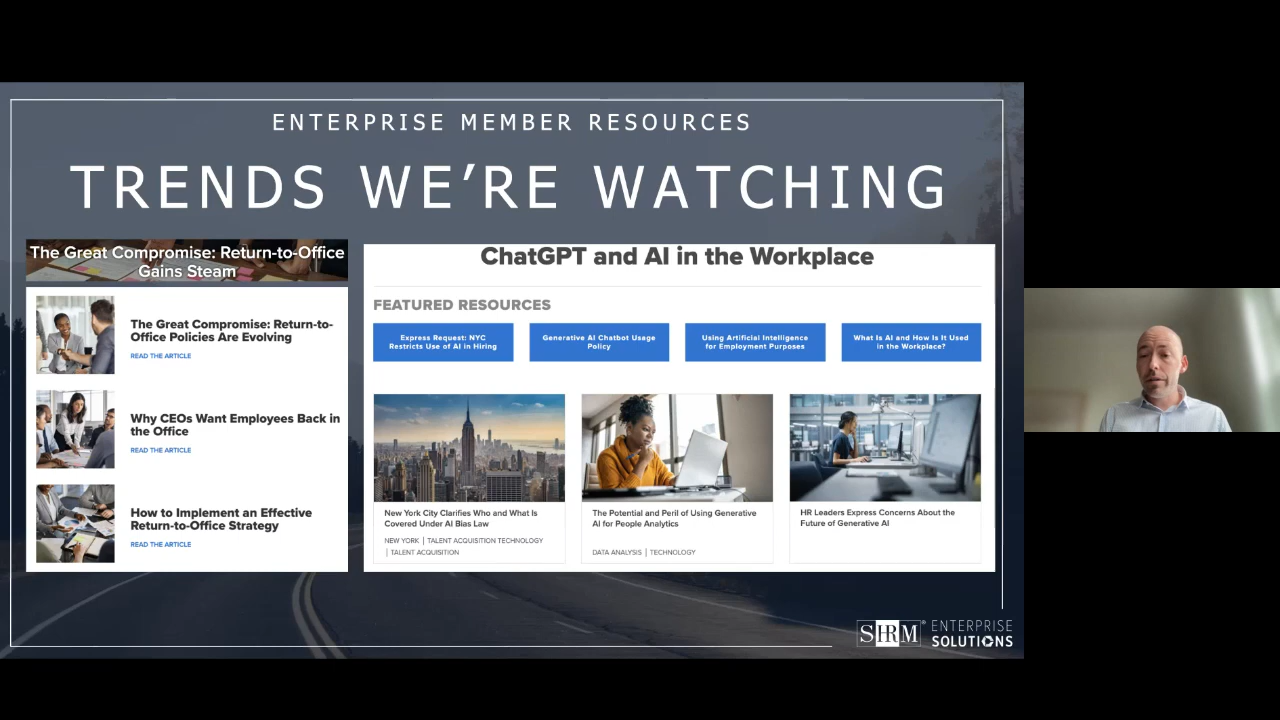 ENTERPRISE MEMBER RESOURCES
TRENDS WE'RE WATCHING
The Great Compromise: Return-to-Office
Gains Steam
The Great Compromise: Return-to-
Office Policies Are Evolving
READ THE ARTICLE
Why CEOs Want Employees Back in
the Office
READ THE ARTICLE
How to Implement an Effective
Return-to-Office Strategy
READ THE ARTICLE
ChatGPT and AI in the Workplace
FEATURED RESOURCES
Express Request: NYC
Restricts Use of AI in Hiring
Generative AI Chatbot Usage
Policy
Using Artificial Intelligence
for Employment Purposes
What Is AI and How Is It Used
in the Workplace?
New York City Clarifies Who and What Is
Covered Under AI Bias Law
NEW YORK | TALENT ACQUISITION TECHNOLOGY
| TALENT ACQUISITION
The Potential and Peril of Using Generative
AI for People Analytics
DATA ANALYSIS | TECHNOLOGY
HR Leaders Express Concerns About the
Future of Generative AI
SHRM® ENTERPRISE
SOLUTIONS